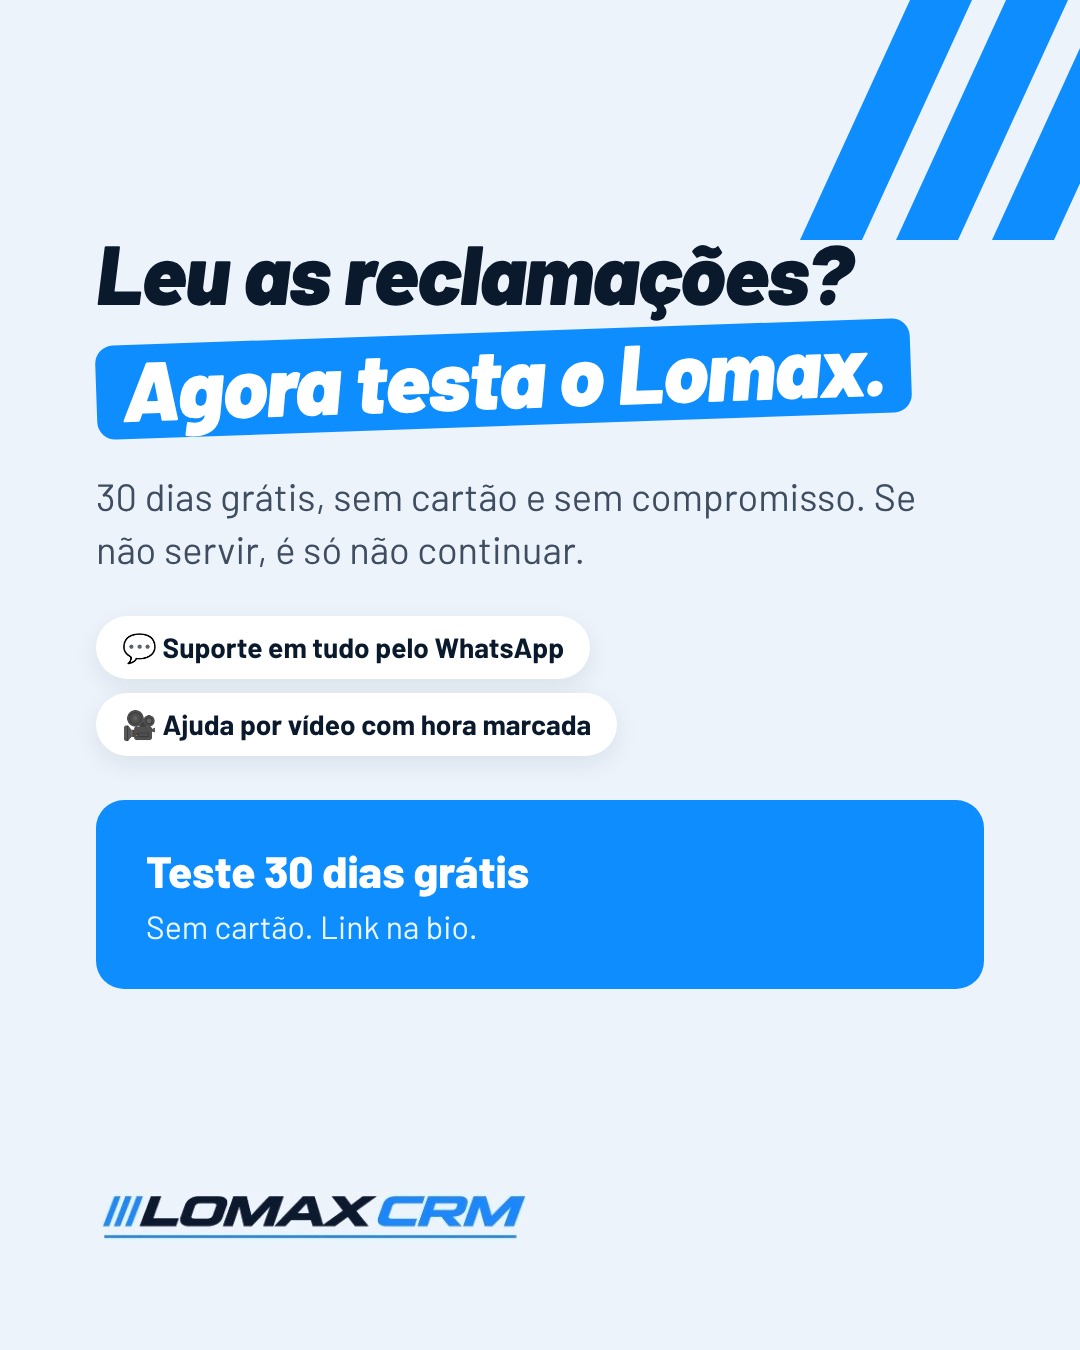 Leu as reclamações?
Agora testa o Lomax.
30 dias grátis, sem cartão e sem compromisso. Se
não servir, é só não continuar.
💬 Suporte em tudo pelo WhatsApp
🎥 Ajuda por vídeo com hora marcada
Teste 30 dias grátis
Sem cartão. Link na bio.
LOMAX CRM